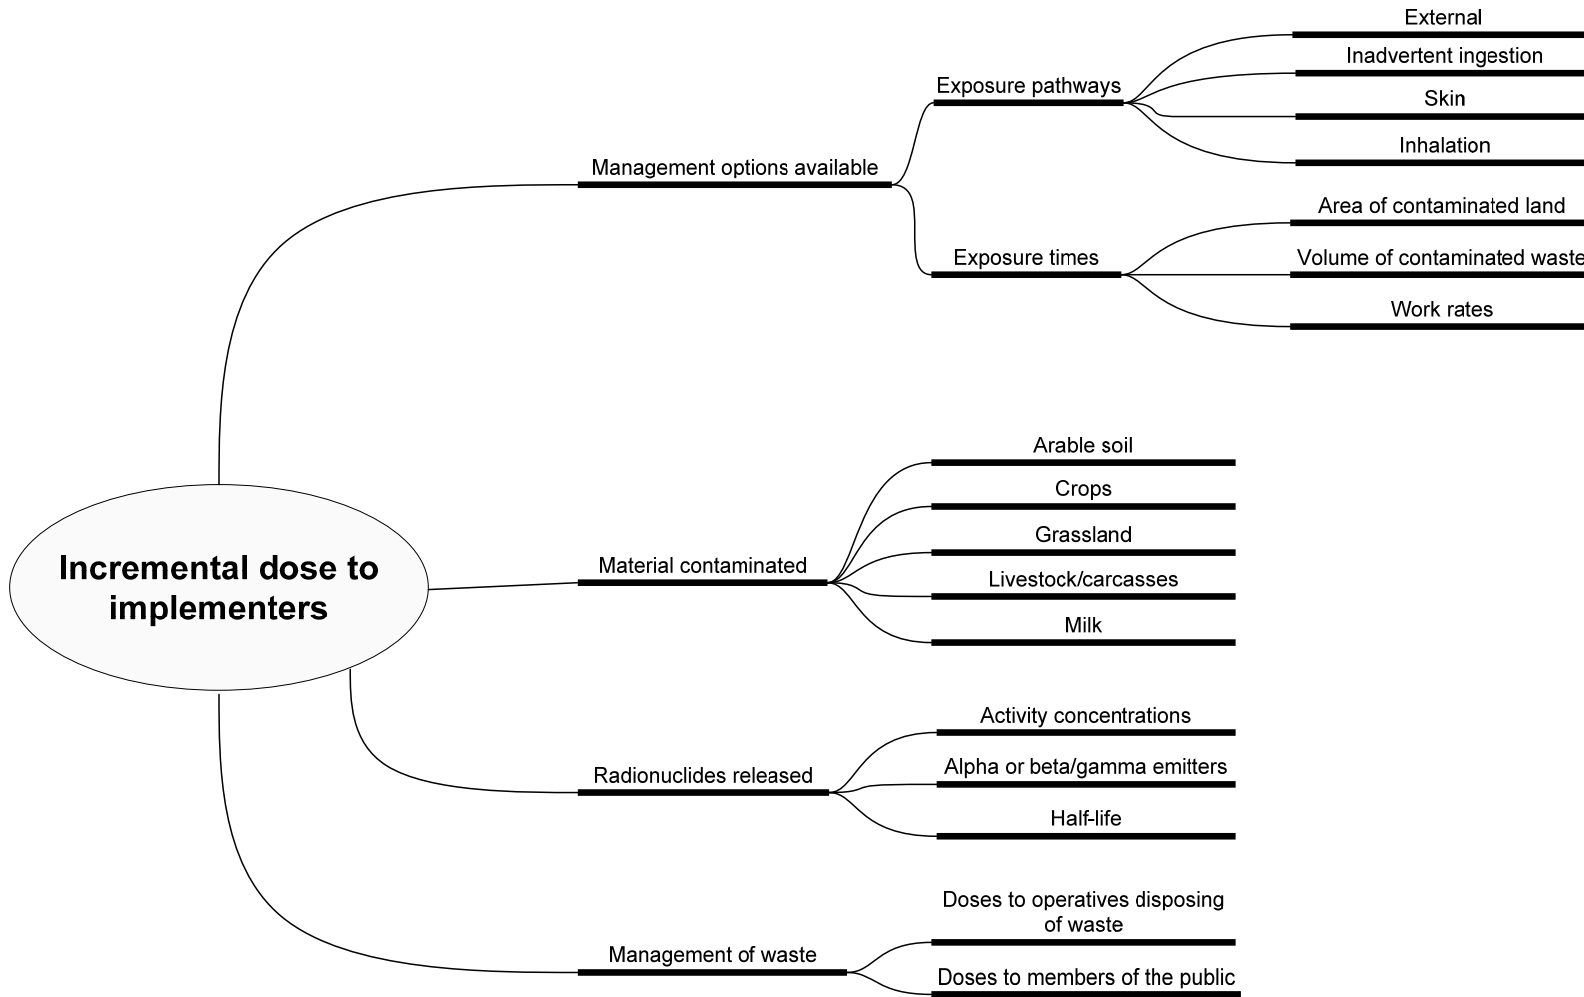 External
Inadvertent ingestion
Exposure pathways
Skin
Inhalation
Management options available
Area of contaminated land
Exposure times
Volume of contaminated waste
Work rates
Arable soil
Crops
Grassland
Incremental dose to
implementers
Material contaminated
Livestock/carcasses
Milk
Activity concentrations
Radionuclides released
Alpha or beta/gamma emitters
Half-life
Doses to operatives disposing
of waste
Management of waste
Doses to members of the public